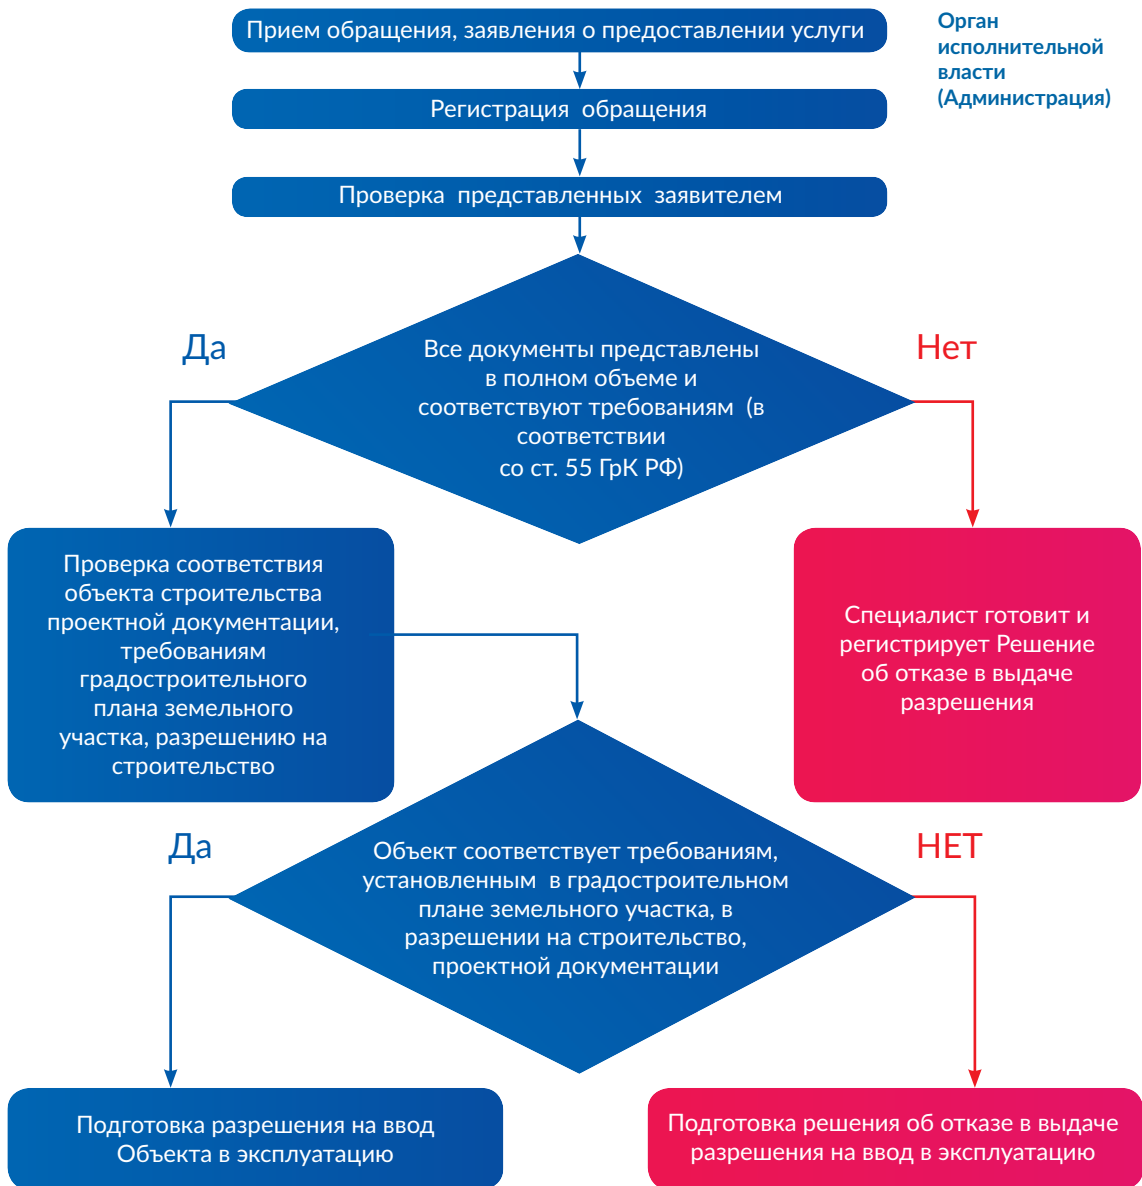 Прием обращения, заявления о предоставлении услуги
Орган
исполнительной
власти
(Администрация)
Регистрация обращения
Проверка представленных заявителем
Да
Нет
Все документы представлены
в полном объеме и
соответствуют требованиям (в
соответствии
со ст. 55 ГрК РФ)
Проверка соответствия
объекта строительства
проектной документации,
требованиям
градостроительного
плана земельного
участка, разрешению на
строительство
Специалист готовит и
регистрирует Решение
об отказе в выдаче
разрешения
Да
НЕТ
Объект соответствует требованиям,
установленным в градостроительном
плане земельного участка, в
разрешении на строительство,
проектной документации
Подготовка разрешения на ввод
Объекта в эксплуатацию
Подготовка решения об отказе в выдаче
разрешения на ввод в эксплуатацию